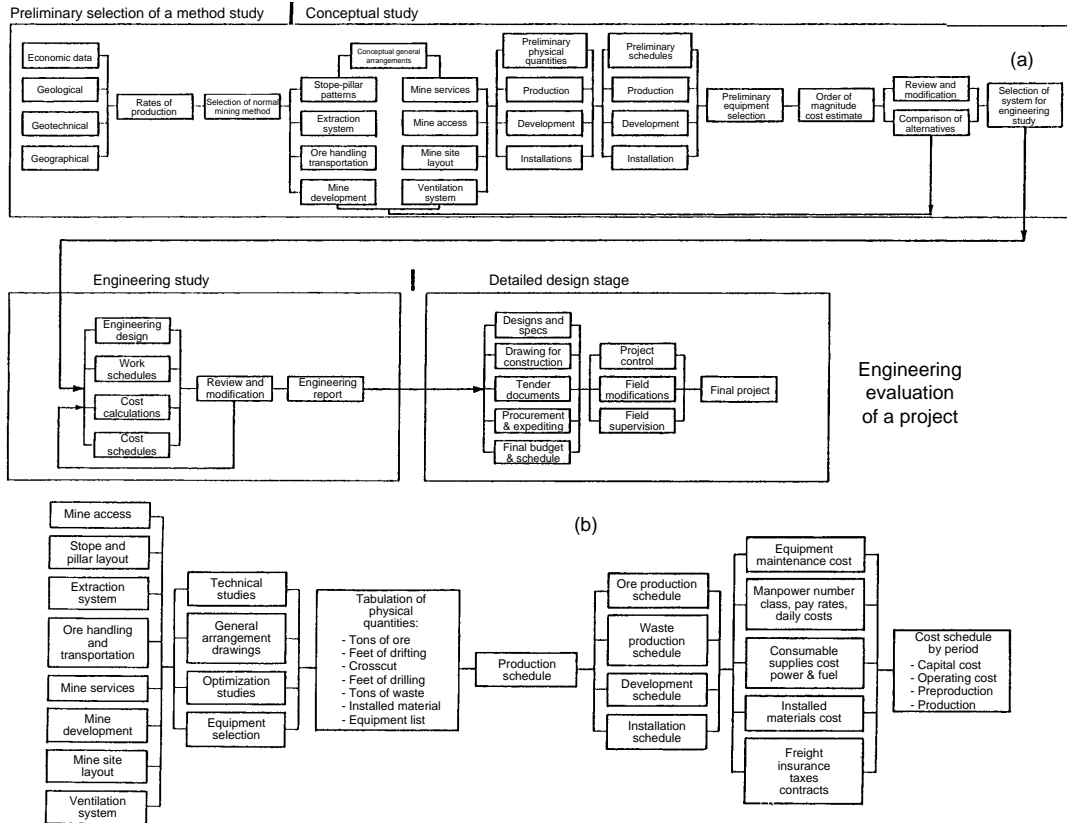 Preliminary selection of a method study
Conceptual study
(a)
Economic data
Geological
Geotechnical
Geographical
Rates of
production
Selection of normal
mining method
Conceptual general
arrangements
Stope-pillar
patterns
Extraction
system
Ore handling
transportation
Mine
development
Mine services
Mine access
Mine site
layout
Ventilation
system
Preliminary
physical
quantities
Production
Development
Installations
Preliminary
schedules
Production
Development
Installation
Preliminary
equipment
selection
Order of
magnitude
cost estimate
Review and
modification
Comparison of
alternatives
Selection of
system for
engineering
study
Engineering study
Engineering
design
Work
schedules
Cost
calculations
Cost
schedules
Review and
modification
Engineering
report
Detailed design stage
Designs and
specs
Drawing for
construction
Tender
documents
Procurement
& expediting
Final budget
& schedule
Project
control
Field
modifications
Field
supervision
Final project
Engineering
evaluation
of a project
(b)
Mine access
Stope and
pillar layout
Extraction
system
Ore handling
and
transportation
Mine services
Mine
development
Mine site
layout
Ventilation
system
Technical
studies
General
arrangement
drawings
Optimization
studies
Equipment
selection
Tabulation of
physical
quantities:
- Tons of ore
- Feet of drifting
- Crosscut
- Feet of drilling
- Tons of waste
- Installed material
- Equipment list
Production
schedule
Ore production
schedule
Waste
production
schedule
Development
schedule
Installation
schedule
Equipment
maintenance cost
Manpower number
class, pay rates,
daily costs
Consumable
supplies cost
power & fuel
Installed
materials cost
Freight
insurance
taxes
contracts
Cost schedule
by period
- Capital cost
- Operating cost
- Preproduction
- Production